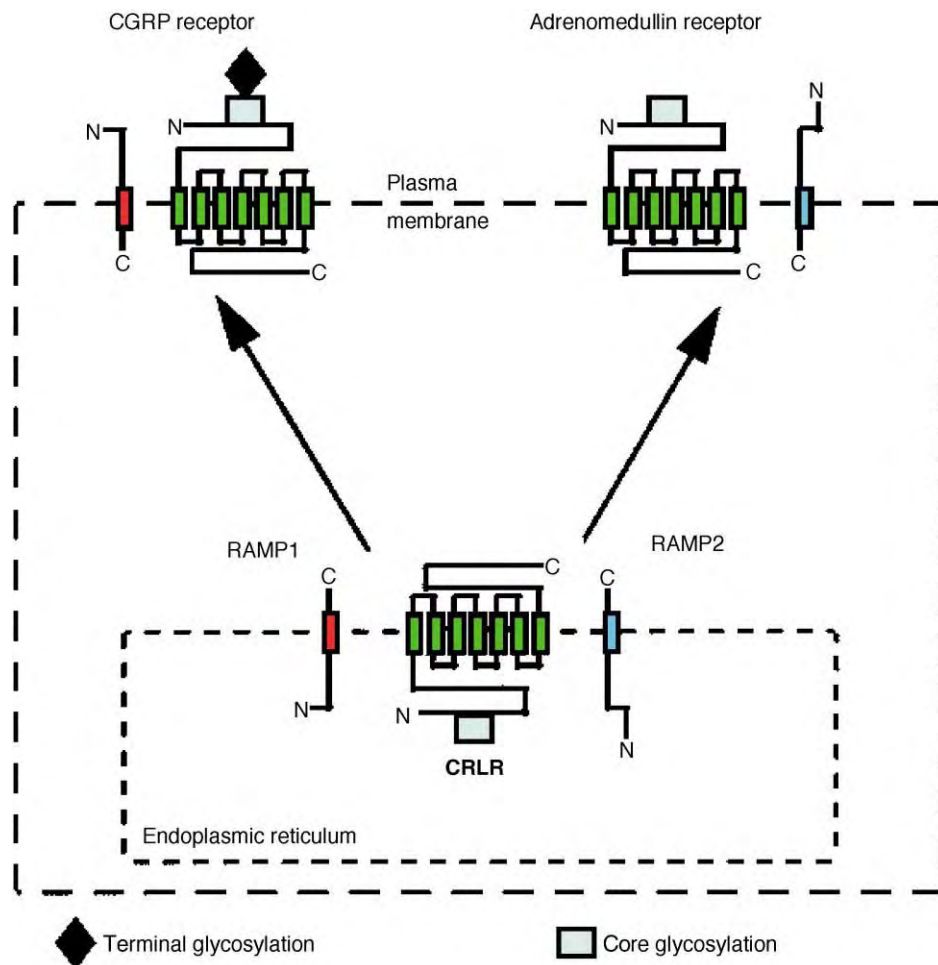 CGRP receptor
Adrenomedullin receptor
N
N
N
N
Plasma
membrane
C
C
C
C
RAMP1
RAMP2
C
C
C
N
N
N
CRLR
Endoplasmic reticulum
Terminal glycosylation
Core glycosylation